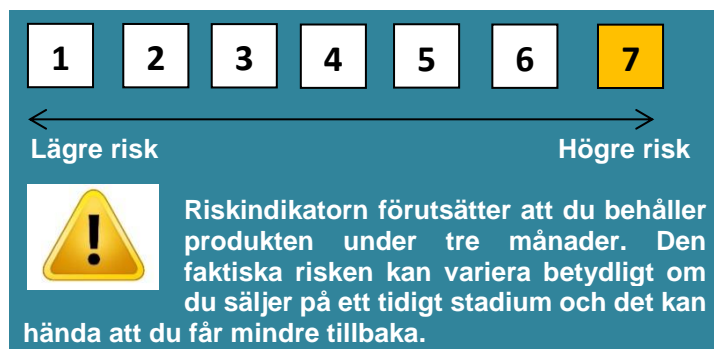 1 2 3 4 5 6 7
Lägre risk Högre risk
Riskindikatorn förutsätter att du behåller
produkten under tre månader. Den
faktiska risken kan variera betydligt om
du säljer på ett tidigt stadium och det kan
hända att du får mindre tillbaka.